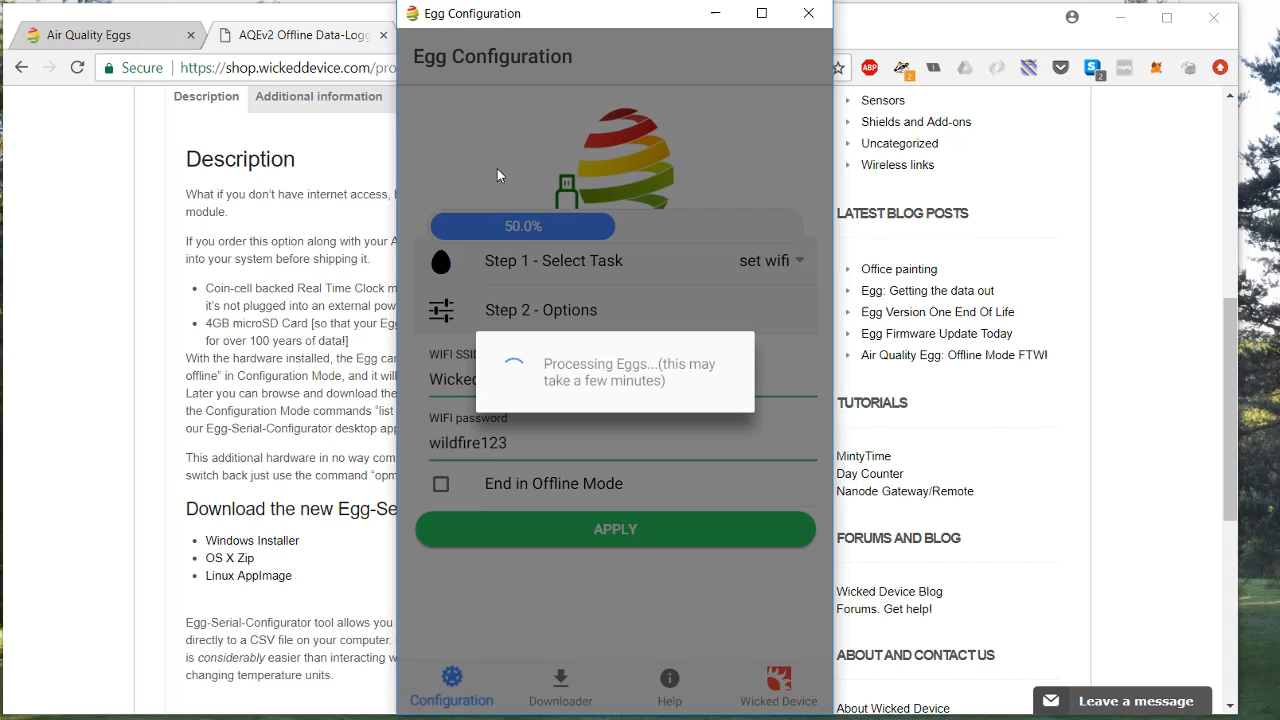 Egg Configuration
Air Quality Eggs
AQEv2 Offline Data-Logg
Secure
https://shop.wickeddevice.com/pro
2
2
Description
Additional information
Description
What if you don't have internet access,
module.
If you order this option along with your
into your system before shipping it.
Coin-cell backed Real Time Clock
it's not plugged into an external
4GB microSD Card [so that your
for over 100 years of data!]
With the hardware installed, the Egg
offline" in Configuration Mode, and it will
Later you can browse and download the
the Configuration Mode commands "list
our Egg-Serial-Configurator desktop
This additional hardware in no way
switch back just use the command
Download the new Egg-Se
Windows Installer
OS X Zip
Linux AppImage
Egg-Serial-Configurator tool allows you
directly to a CSV file on your computer.
is considerably easier than interacting
changing temperature units.
Egg Configuration
50.0%
Step 1 - Select Task
set wifi
Step 2 - Options
WIFI SSI
Wicked
Processing Eggs...(this may
take a few minutes)
WIFI password
wildfire123
End in Offline Mode
APPLY
Configuration
Downloader
Help
Wicked Device
Sensors
Shields and Add-ons
Uncategorized
Wireless links
LATEST BLOG POSTS
Office painting
Egg: Getting the data out
Egg Version One End Of Life
Egg Firmware Update Today
Air Quality Egg: Offline Mode FTW!
TUTORIALS
MintyTime
Day Counter
Nanode Gateway/Remote
FORUMS AND BLOG
Wicked Device Blog
Forums. Get help!
ABOUT AND CONTACT US
About Wicked Device
Leave a message